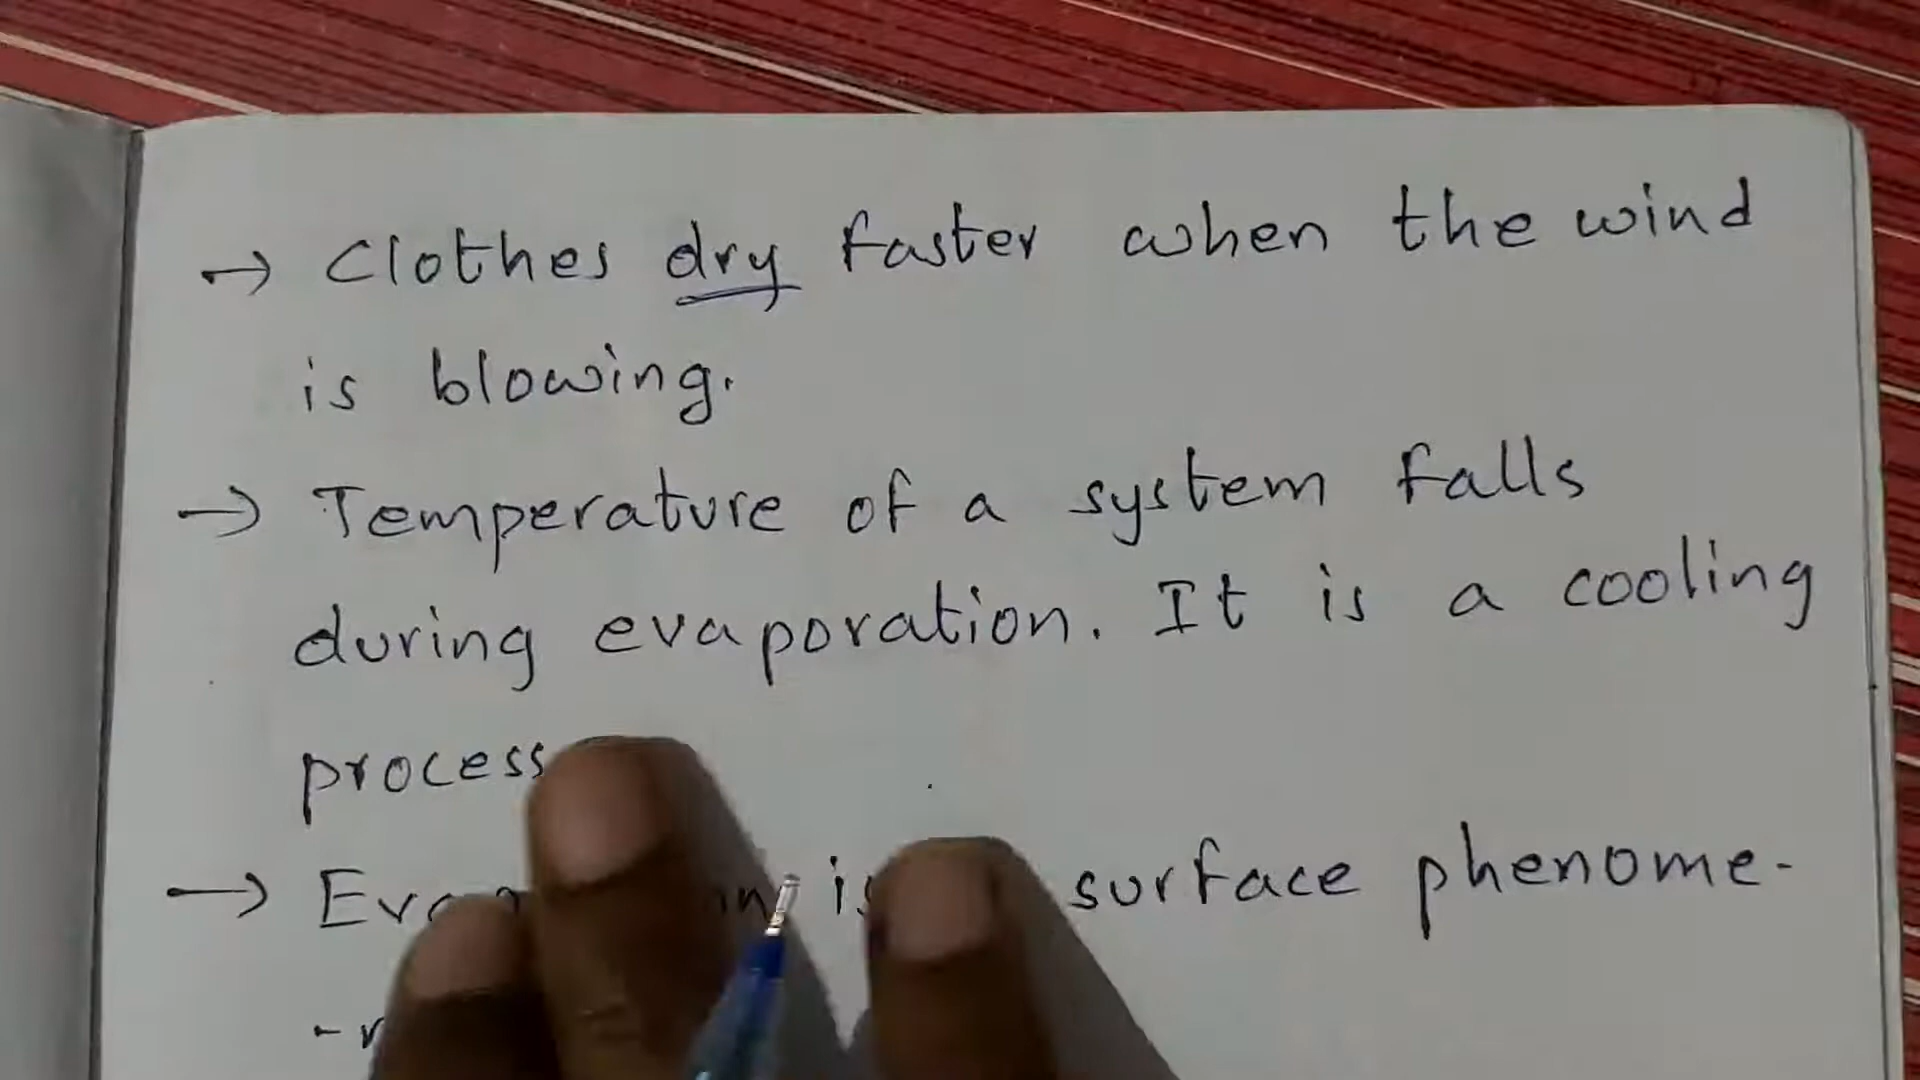 → Clothes dry faster when the wind
is blowing.
→ Temperature of a system falls
during evaporation. It is a cooling
process
→ is surface phenome-